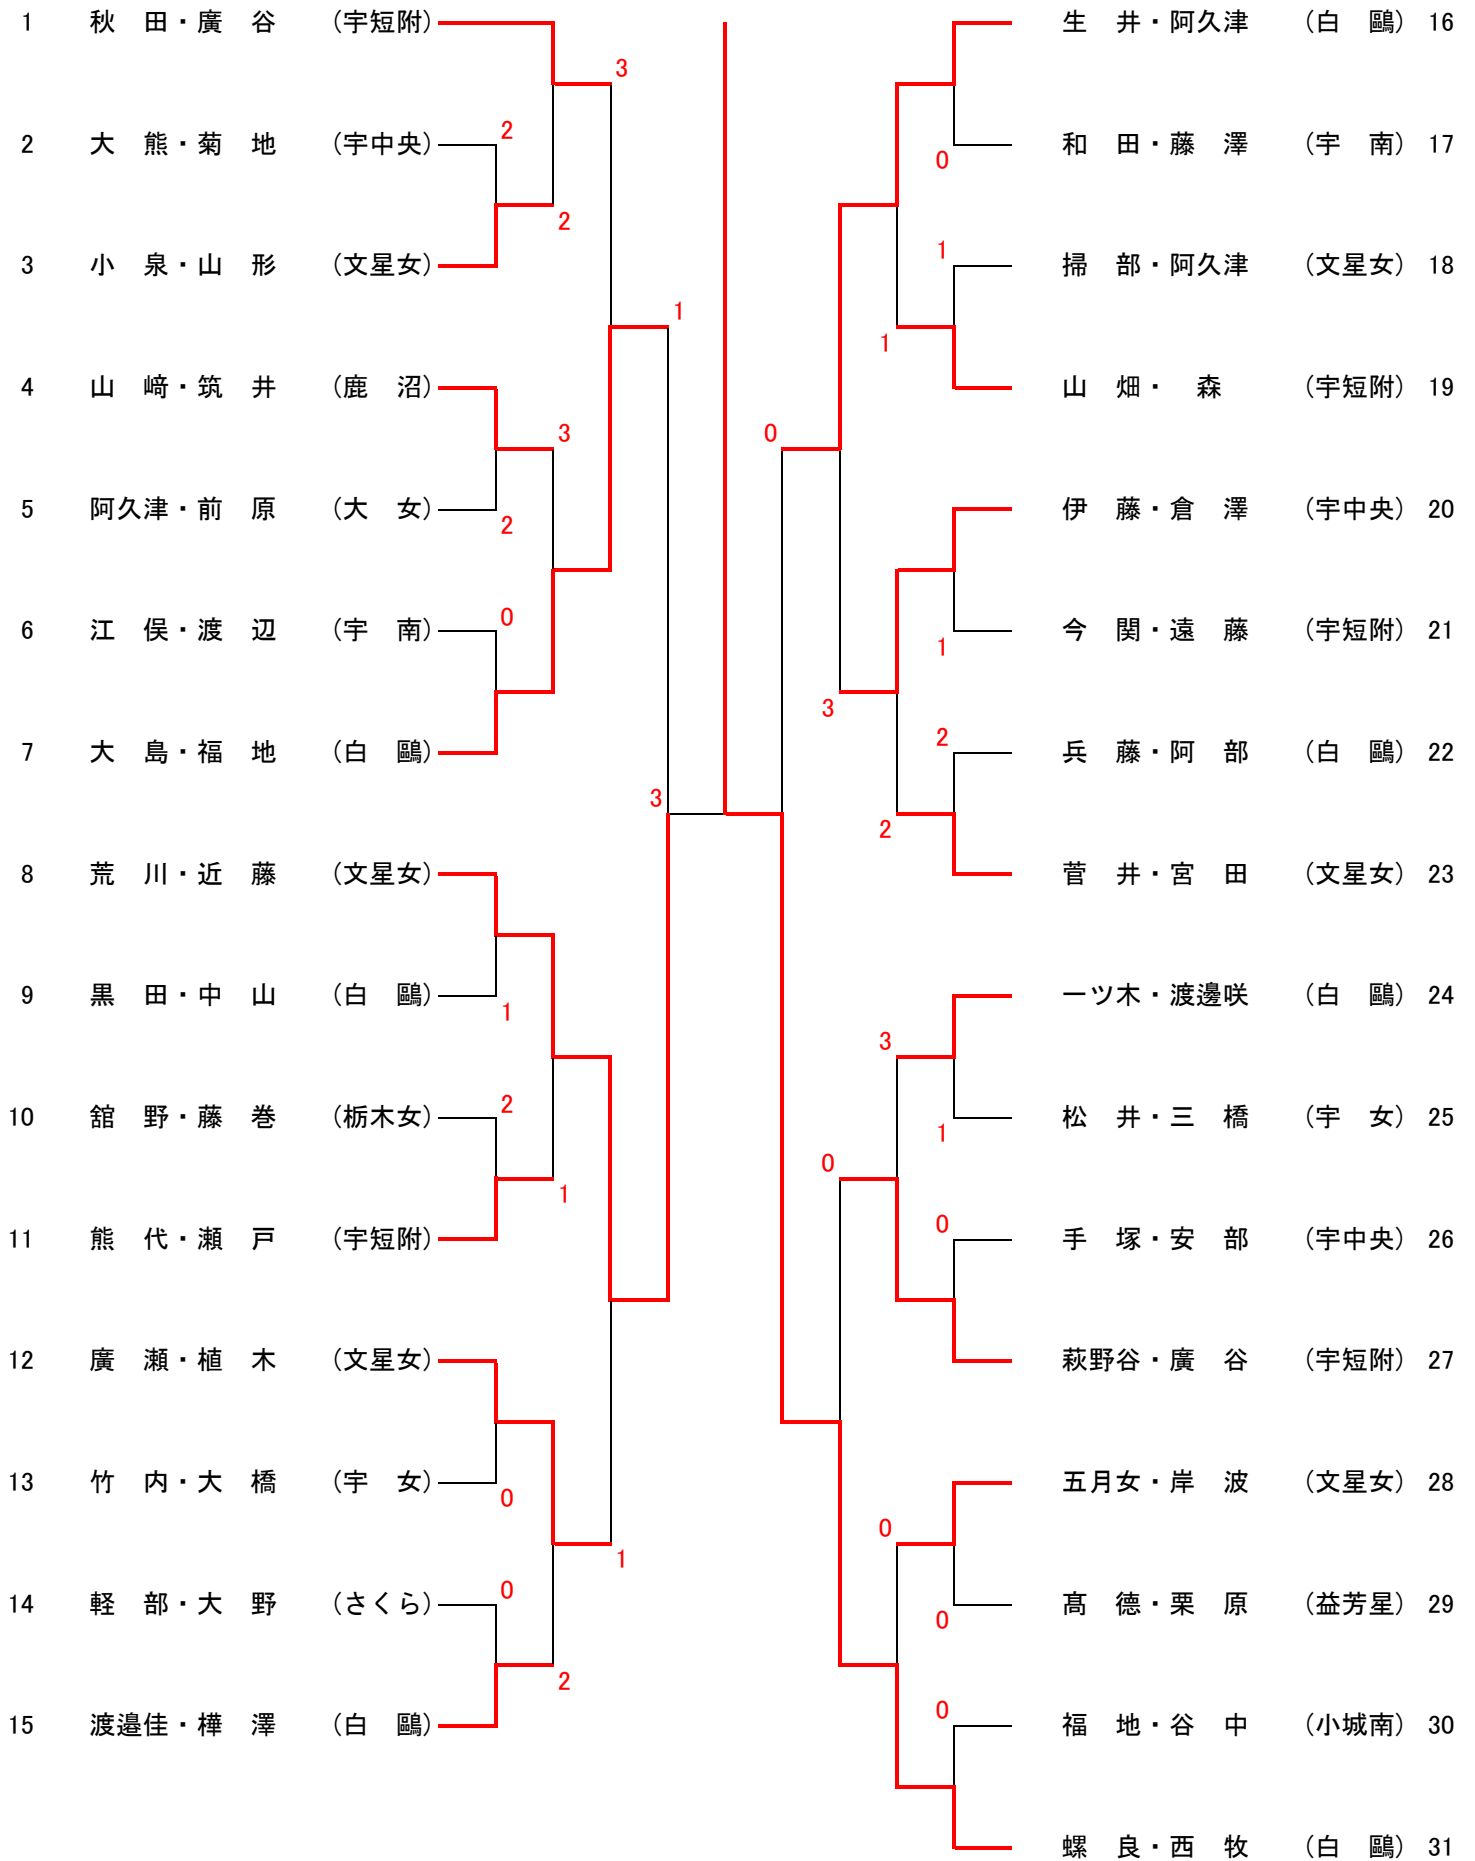 1 秋　田・廣　谷 （宇短附）
3
2 大　熊・菊　地 （宇中央）
2
2
3 小　泉・山　形 （文星女）
1
4 山　﨑・筑　井 （鹿　沼）
3
5 阿久津・前　原 （大　女）
2
6 江　俣・渡　辺 （宇　南）
0
7 大　島・福　地 （白　鷗）
3
8 荒　川・近　藤 （文星女）
9 黒　田・中　山 （白　鷗）
1
10 舘　野・藤　巻 （栃木女）
2
1
11 熊　代・瀬　戸 （宇短附）
12 廣　瀬・植　木 （文星女）
13 竹　内・大　橋 （宇　女）
0
1
14 軽　部・大　野 （さくら）
0
2
15 渡邉佳・樺　澤 （白　鷗）
生　井・阿久津 （白　鷗） 16
和　田・藤　澤 （宇　南） 17
0
1
掃　部・阿久津 （文星女） 18
1
山　畑・　森 （宇短附） 19
0
伊　藤・倉　澤 （宇中央） 20
今　関・遠　藤 （宇短附） 21
1
3
2
兵　藤・阿　部 （白　鷗） 22
2
菅　井・宮　田 （文星女） 23
一ツ木・渡邊咲 （白　鷗） 24
3
松　井・三　橋 （宇　女） 25
1
0
0
手　塚・安　部 （宇中央） 26
萩野谷・廣　谷 （宇短附） 27
五月女・岸　波 （文星女） 28
0
髙　德・栗　原 （益芳星） 29
0
0
福　地・谷　中 （小城南） 30
螺　良・西　牧 （白　鷗） 31